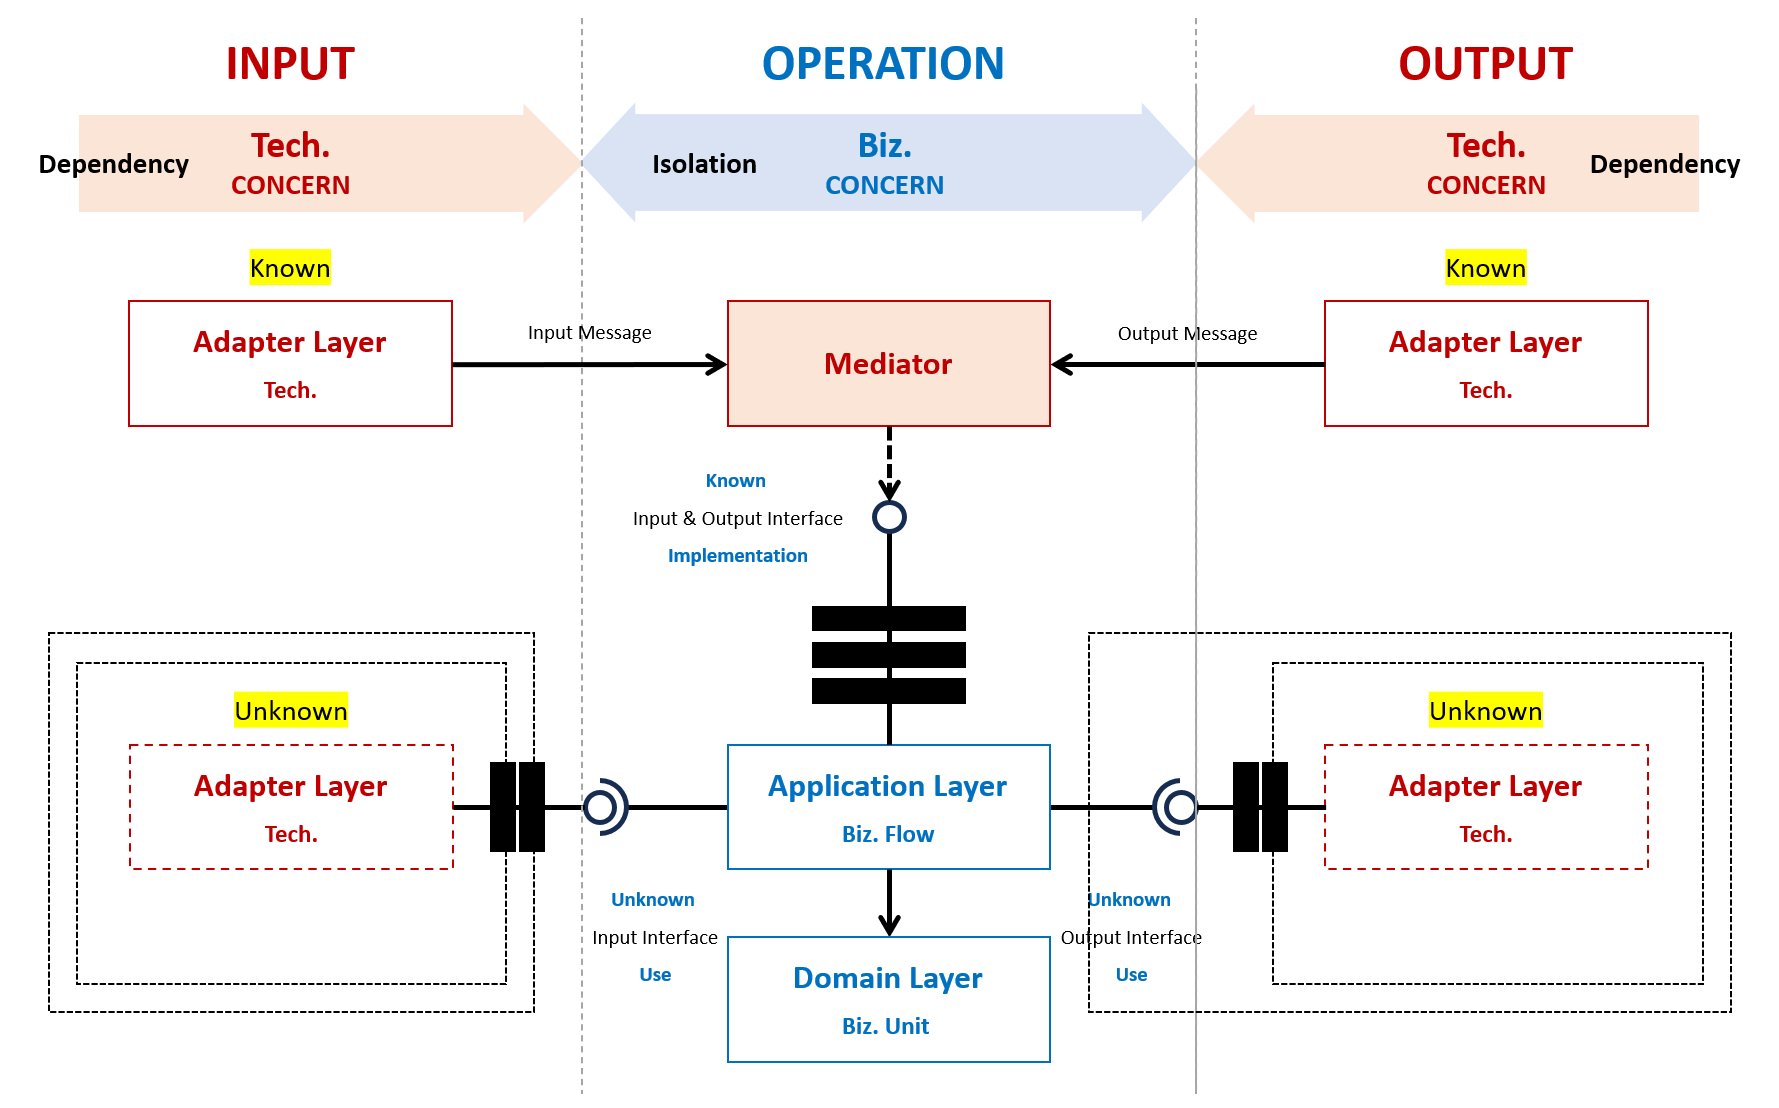 INPUT
OPERATION
OUTPUT
Dependency
Tech.
CONCERN
Isolation
Biz.
CONCERN
Tech.
CONCERN
Dependency
Known
Known
Adapter Layer
Tech.
Input Message
Mediator
Output Message
Adapter Layer
Tech.
Known
Input & Output Interface
Implementation
Unknown
Adapter Layer
Tech.
Application Layer
Biz. Flow
Unknown
Adapter Layer
Tech.
Unknown
Input Interface
Use
Unknown
Output Interface
Use
Domain Layer
Biz. Unit